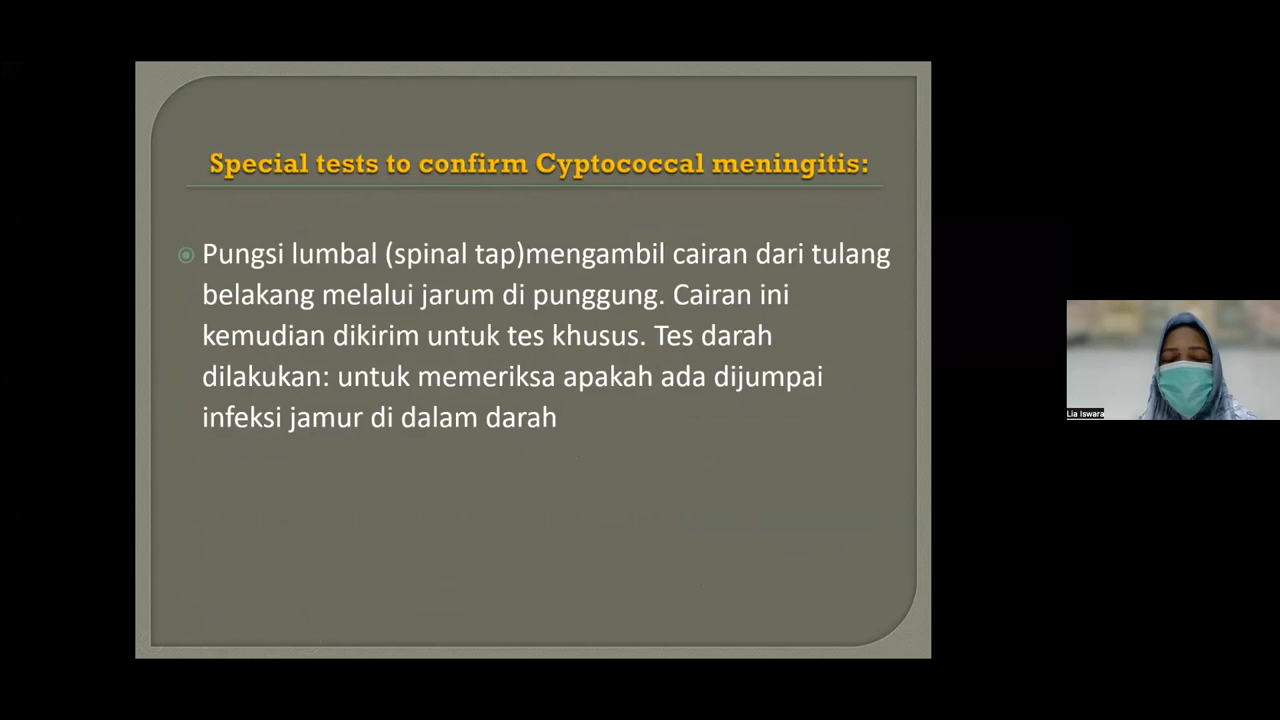 Special tests to confirm Cyptococcal meningitis:
Pungsi lumbal (spinal tap)mengambil cairan dari tulang
belakang melalui jarum di punggung. Cairan ini
kemudian dikirim untuk tes khusus. Tes darah
dilakukan: untuk memeriksa apakah ada dijumpai
infeksi jamur di dalam darah
Lia Iswara